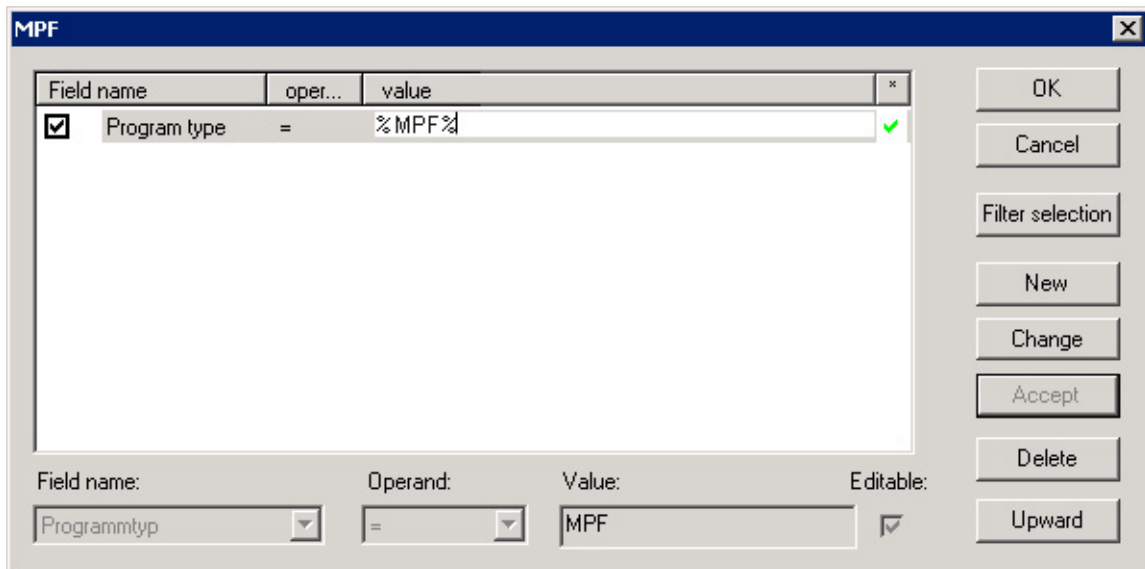 MPF
Field name oper... value *
Program type = %MPF%
OK
Cancel
Filter selection
New
Change
Accept
Delete
Upward
Field name: Operand: Value: Editable:
Programmtyp = MPF